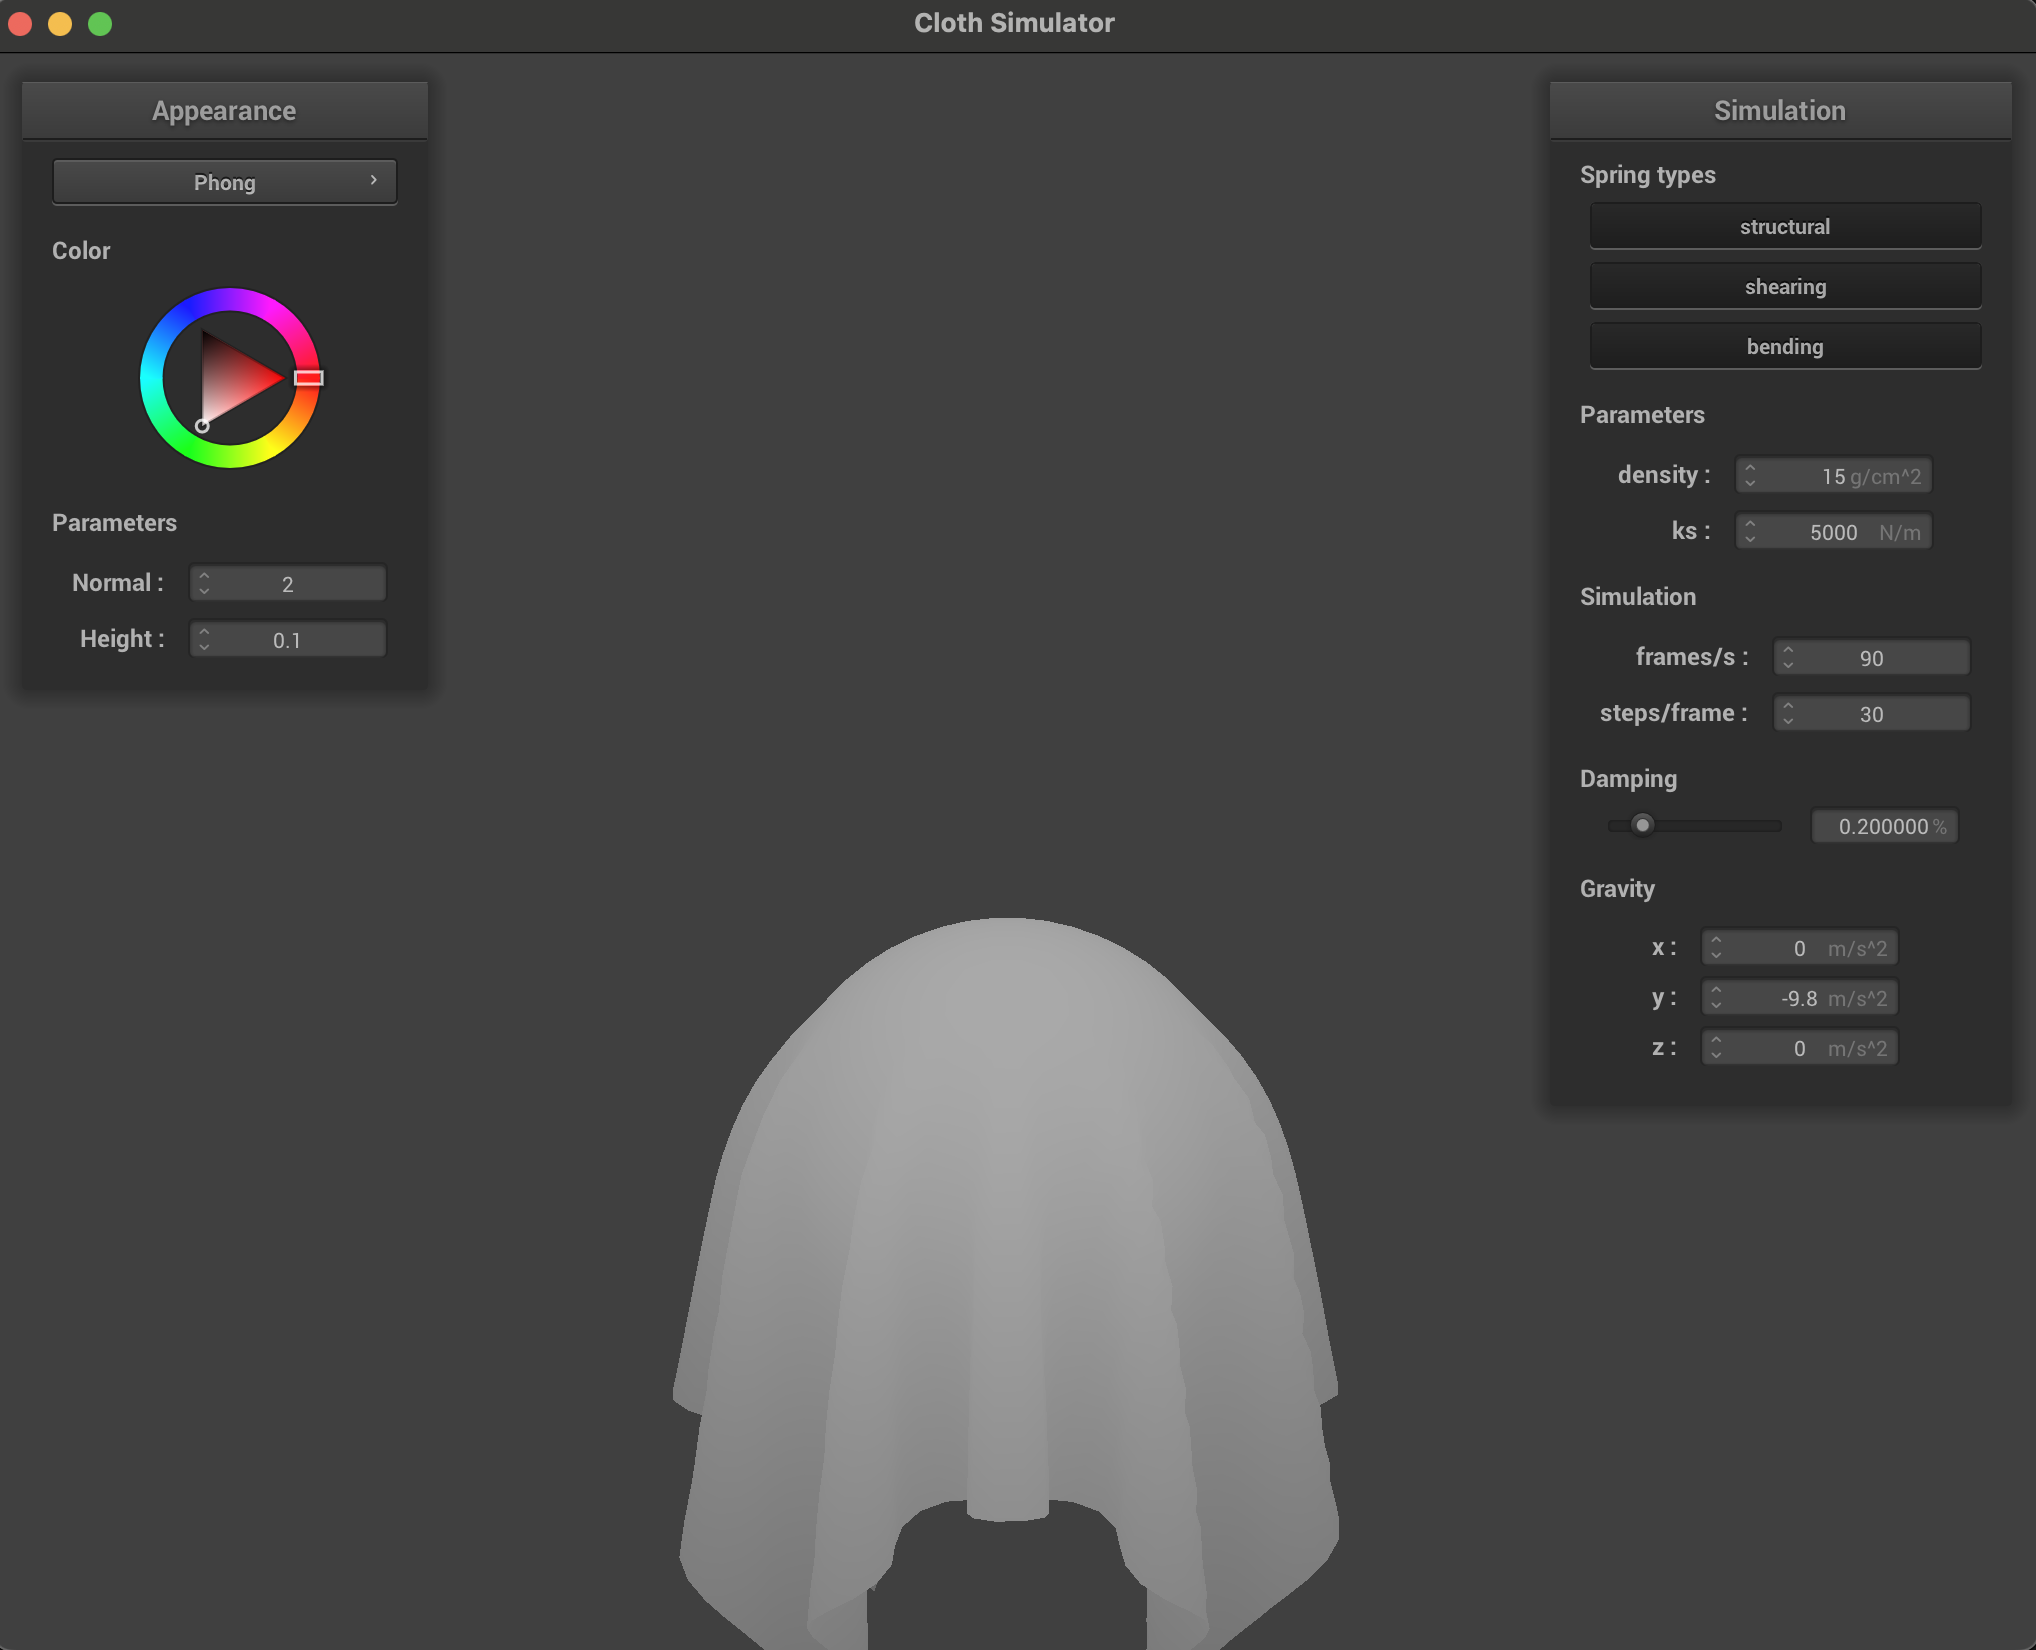 Cloth Simulator
Appearance
Phong
Color
Parameters
Normal : 2
Height : 0.1
Simulation
Spring types
structural
shearing
bending
Parameters
density : 15 g/cm^2
ks : 5000 N/m
Simulation
frames/s : 90
steps/frame : 30
Damping
0.200000 %
Gravity
x : 0 m/s^2
y : -9.8 m/s^2
z : 0 m/s^2